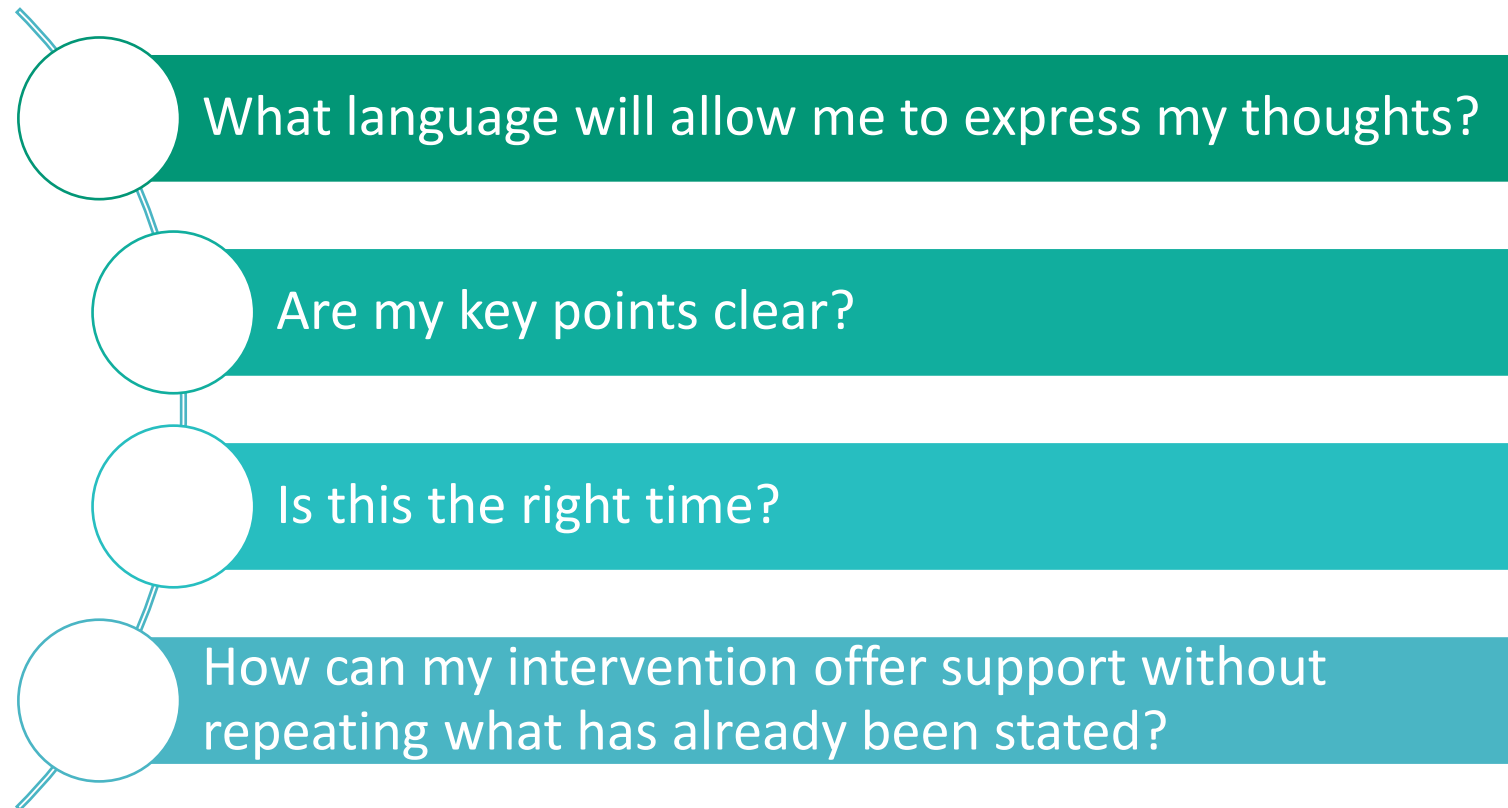 What language will allow me to express my thoughts?
Are my key points clear?
Is this the right time?
How can my intervention offer support without
repeating what has already been stated?